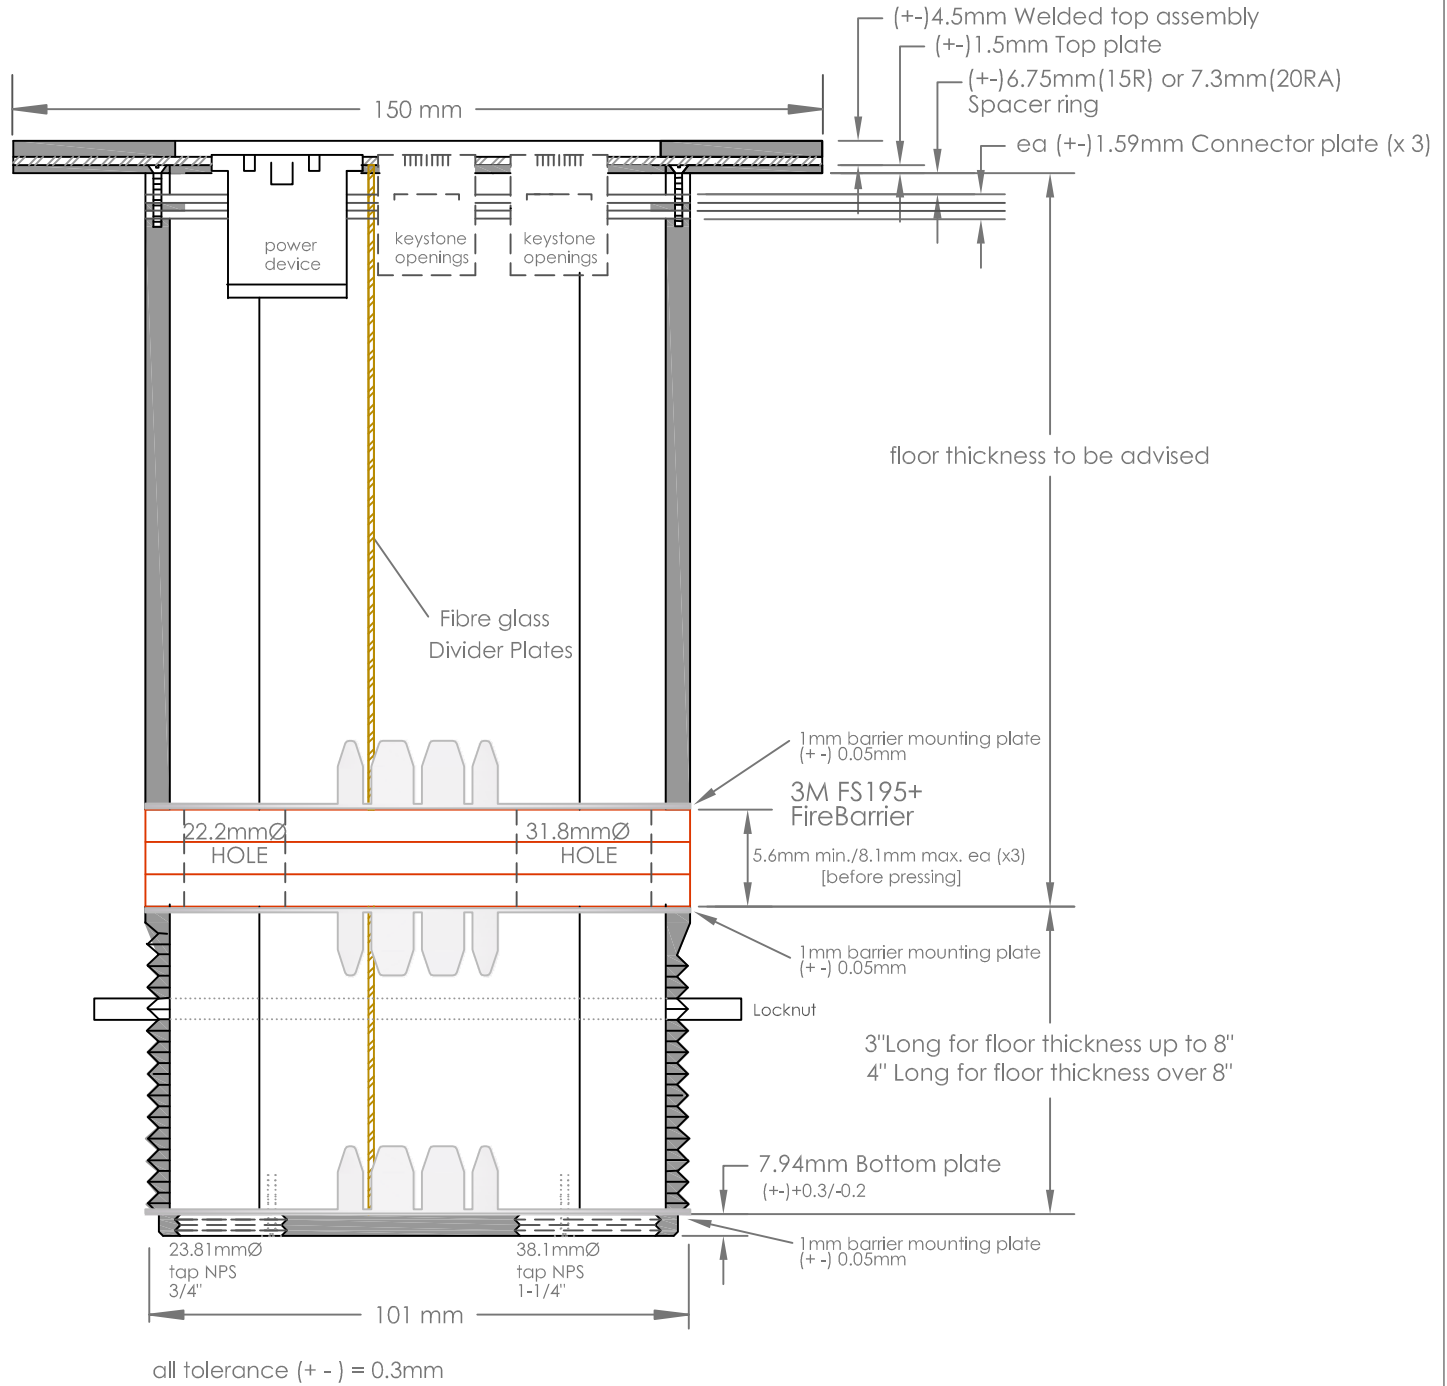 (+-)4.5mm Welded top assembly
(+-)1.5mm Top plate
(+-)6.75mm(15R) or 7.3mm(20RA)
Spacer ring
150 mm
ea (+-)1.59mm Connector plate (x 3)
power
device
keystone
openings
keystone
openings
floor thickness to be advised
Fibre glass
Divider Plates
1mm barrier mounting plate
(+ -) 0.05mm
3M FS195+
FireBarrier
22.2mmØ
HOLE
31.8mmØ
HOLE
5.6mm min./8.1mm max. ea (x3)
[before pressing]
1mm barrier mounting plate
(+ -) 0.05mm
Locknut
3"Long for floor thickness up to 8"
4" Long for floor thickness over 8"
7.94mm Bottom plate
(+-)+0.3/-0.2
23.81mmØ
tap NPS
3/4"
38.1mmØ
tap NPS
1-1/4"
1mm barrier mounting plate
(+ -) 0.05mm
101 mm
all tolerance (+ - ) = 0.3mm